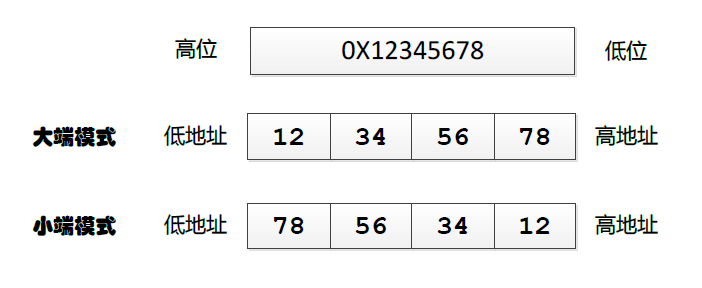 高位 0X12345678 低位
大端模式 低地址 12 34 56 78 高地址
小端模式 低地址 78 56 34 12 高地址